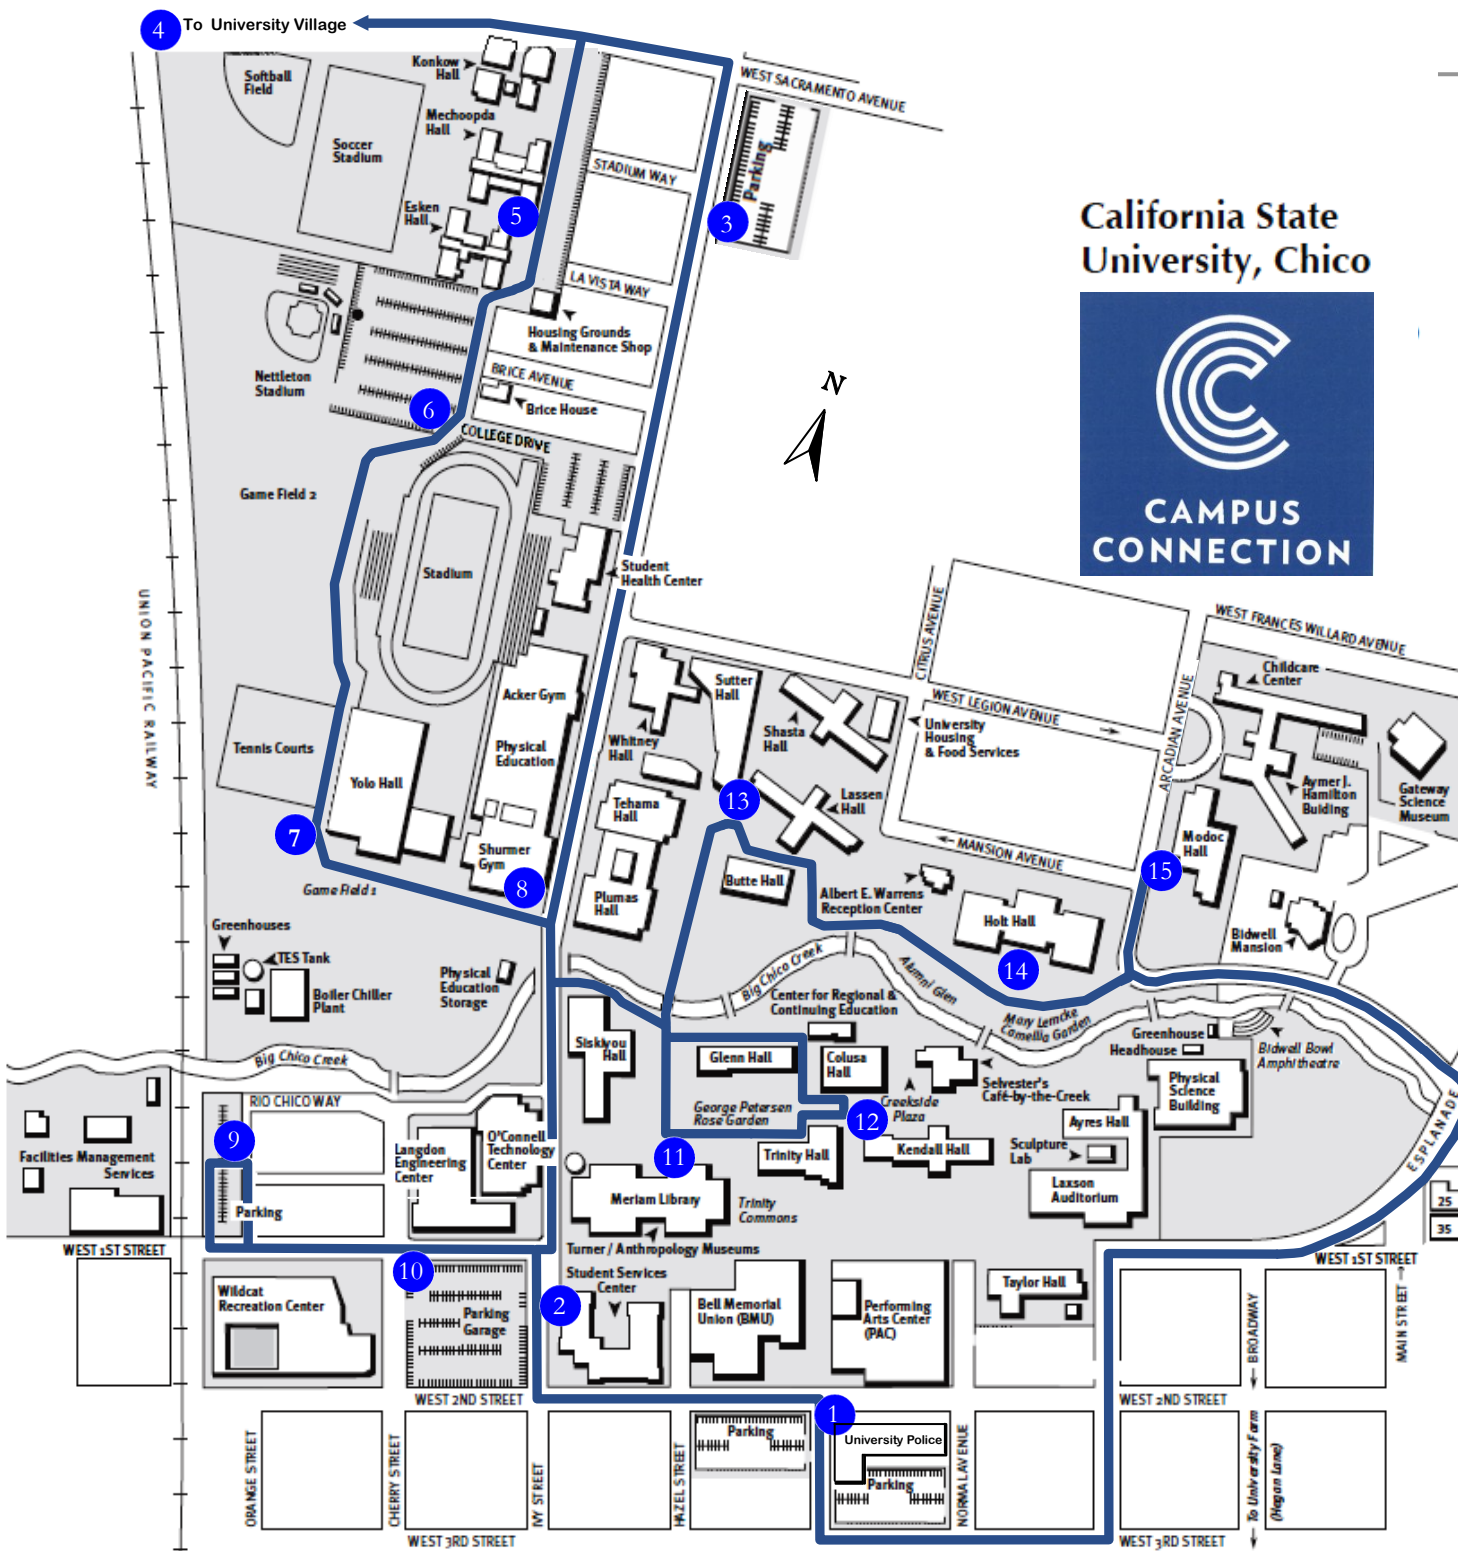 4 To University Village
Konkow
Hall
Softball
Field
Mechoopda
Hall
Soccer
Stadium
Esken
Hall
5
STADIUM WAY
WEST SACRAMENTO AVENUE
Parking
3
LA VISTA WAY
Housing Grounds
& Maintenance Shop
Nettleton
Stadium
BRICE AVENUE
Brice House
6
COLLEGE DRIVE
N
California State
University, Chico
CAMPUS
CONNECTION
Game Field 2
Stadium
Student
Health Center
UNION PACIFIC RAILWAY
Acker Gym
Physical
Education
Tennis Courts
Yolo Hall
7
Shurmer
Gym
8
Game Field 1
Whitney
Hall
Sutter
Hall
Shasta
Hall
CITRUS AVENUE
WEST LEGION AVENUE
University
Housing
& Food Services
ARCADIAN AVENUE
WEST FRANCES WILLARD AVENUE
Childcare
Center
Aymer J.
Hamilton
Building
Gateway
Science
Museum
Tehama
Hall
13
Lassen
Hall
MANSION AVENUE
Modoc
Hall
15
Butte Hall
Plumas
Hall
Albert E. Warrens
Reception Center
Holt Hall
14
Bidwell
Mansion
Greenhouses
TES Tank
Boiler Chiller
Plant
Physical
Education
Storage
Big Chico Creek
Alumni Glen
Center for Regional &
Continuing Education
Mary Lemcke
Camellia Garden
Siskiyou
Hall
Glenn Hall
Colusa
Hall
Selvester's
Café-by-the-Creek
Creekside
Plaza
Greenhouse
Headhouse
Bidwell Bowl
Amphitheatre
Physical
Science
Building
ESPLANADE
Big Chico Creek
RIO CHICO WAY
9
Facilities Management
Services
Parking
Langdon
Engineering
Center
O'Connell
Technology
Center
George Petersen
Rose Garden
12
11
Trinity Hall
Kendall Hall
Ayres Hall
Sculpture
Lab
Laxson
Auditorium
25
35
Meriam Library
Trinity
Commons
Turner / Anthropology Museums
WEST 1ST STREET
WEST 1ST STREET
10
Wildcat
Recreation Center
Parking
Garage
Student Services
Center
2
Bell Memorial
Union (BMU)
Performing
Arts Center
(PAC)
Taylor Hall
BROADWAY
MAIN STREET
WEST 2ND STREET
WEST 2ND STREET
1
Parking
University Police
Parking
ORANGE STREET
CHERRY STREET
IVY STREET
HAZEL STREET
NORMAL AVENUE
To University Farm
(Hegan Lane)
WEST 3RD STREET
WEST 3RD STREET